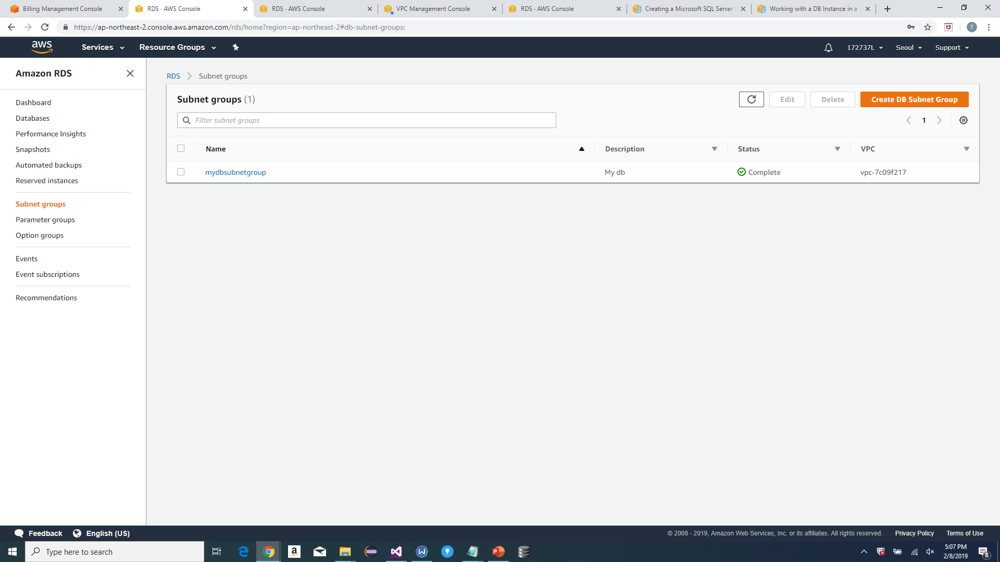 Billing Management Console
RDS · AWS Console
RDS · AWS Console
VPC Management Console
RDS · AWS Console
Creating a Microsoft SQL Server
Working with a DB Instance in a
https://ap-northeast-2.console.aws.amazon.com/rds/home?region=ap-northeast-2#db-subnet-groups:
T
aws
Services
Resource Groups
172737L
Seoul
Support
Amazon RDS
Dashboard
Databases
Performance Insights
Snapshots
Automated backups
Reserved instances
Subnet groups
Parameter groups
Option groups
Events
Event subscriptions
Recommendations
RDS
Subnet groups
Subnet groups (1)
Edit
Delete
Create DB Subnet Group
Filter subnet groups
1
Name
Description
Status
VPC
mydbsubnetgroup
My db
Complete
vpc-7c09f217
Feedback
English (US)
© 2008 - 2019, Amazon Web Services, Inc. or its affiliates. All rights reserved.
Privacy Policy
Terms of Use
Type here to search
5:07 PM
2/8/2019
8